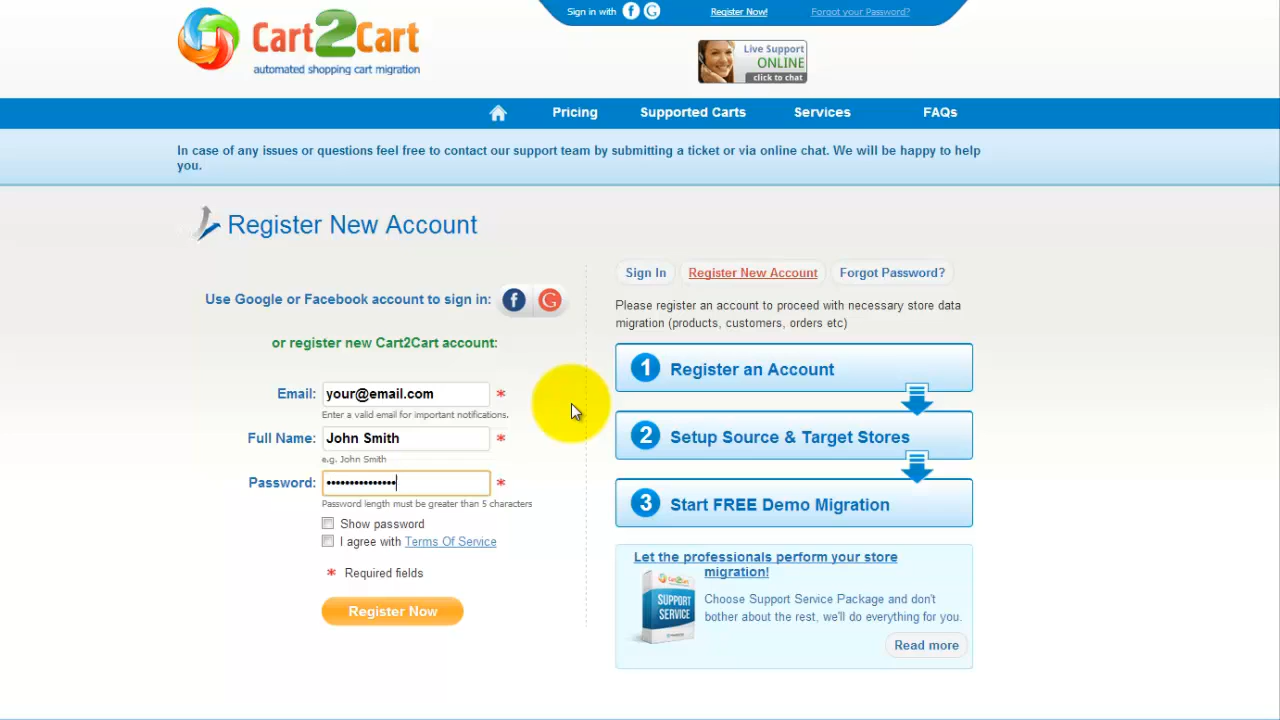 Sign in with
Register Now!
Forgot your Password?
Cart2Cart
automated shopping cart migration
Live Support
ONLINE
click to chat
Pricing
Supported Carts
Services
FAQs
In case of any issues or questions feel free to contact our support team by submitting a ticket or via online chat. We will be happy to help
you.
Register New Account
Use Google or Facebook account to sign in: f G
or register new Cart2Cart account:
Email: your@email.com *
Enter a valid email for important notifications.
Full Name: John Smith *
e.g. John Smith
Password: ••••••••••••••• *
Password length must be greater than 5 characters
Show password
I agree with Terms Of Service
* Required fields
Register Now
Sign In
Register New Account
Forgot Password?
Please register an account to proceed with necessary store data
migration (products, customers, orders etc)
1 Register an Account
2 Setup Source & Target Stores
3 Start FREE Demo Migration
Let the professionals perform your store
migration!
SUPPORT
SERVICE
Choose Support Service Package and don't
bother about the rest, we'll do everything for you.
Read more